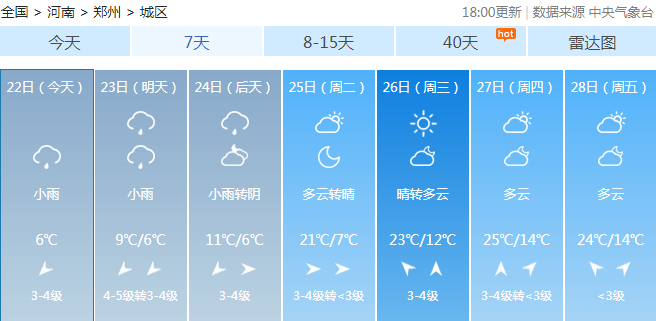 全国 > 河南 > 郑州 > 城区
18:00更新 | 数据来源 中央气象台
今天 7天 8-15天 40天 hot 雷达图
22日（今天） 23日（明天） 24日（后天） 25日（周二） 26日（周三） 27日（周四） 28日（周五）
小雨 小雨 小雨转阴 多云转晴 晴转多云 多云 多云
6℃ 9℃/6℃ 11℃/6℃ 21℃/7℃ 23℃/12℃ 25℃/14℃ 24℃/14℃
3-4级 4-5级转3-4级 3-4级 3-4级转<3级 3-4级 3-4级转<3级 <3级